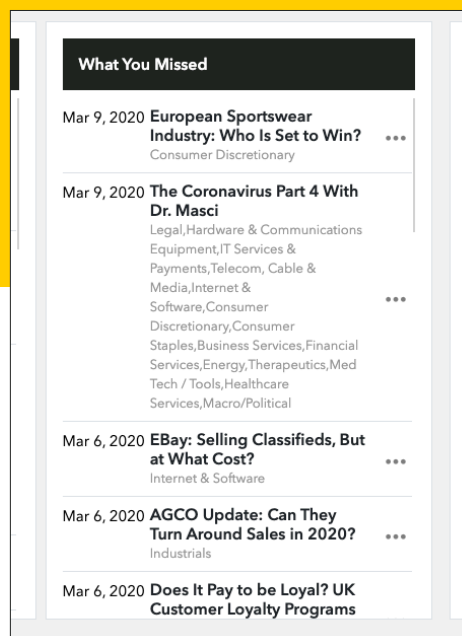 What You Missed
Mar 9, 2020 European Sportswear
Industry: Who Is Set to Win?
Consumer Discretionary
Mar 9, 2020 The Coronavirus Part 4 With
Dr. Masci
Legal,Hardware & Communications
Equipment,IT Services &
Payments,Telecom, Cable &
Media,Internet &
Software,Consumer
Discretionary,Consumer
Staples,Business Services,Financial
Services,Energy,Therapeutics,Med
Tech / Tools,Healthcare
Services,Macro/Political
Mar 6, 2020 EBay: Selling Classifieds, But
at What Cost?
Internet & Software
Mar 6, 2020 AGCO Update: Can They
Turn Around Sales in 2020?
Industrials
Mar 6, 2020 Does It Pay to be Loyal? UK
Customer Loyalty Programs